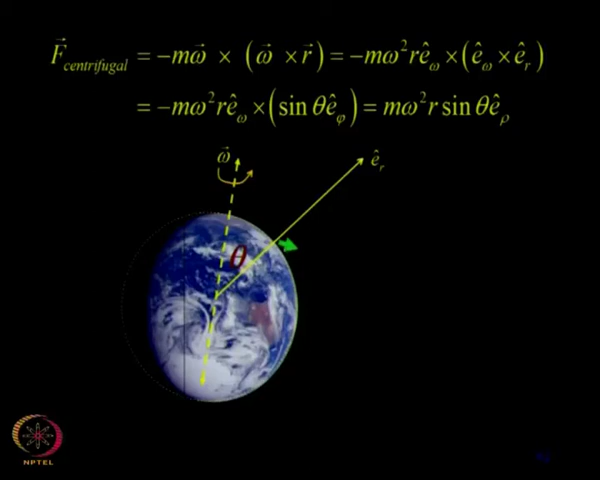 F⃗centrifugal = −mω⃗ × (ω⃗ × r⃗) = −mω²rêω × (êω × êr)
= −mω²rêω × (sin θêφ) = mω²r sin θêρ
ω⃗
êr
θ
NPTEL